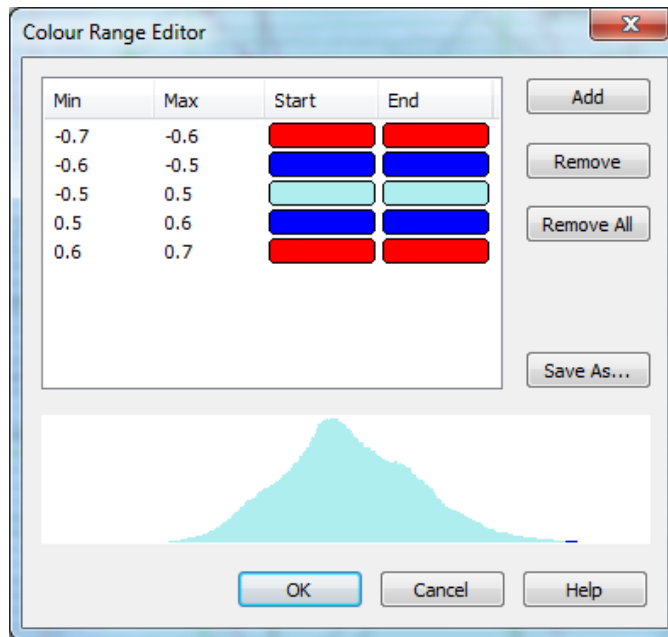 Colour Range Editor
Min Max Start End
-0.7 -0.6
-0.6 -0.5
-0.5 0.5
0.5 0.6
0.6 0.7
Add
Remove
Remove All
Save As...
OK Cancel Help